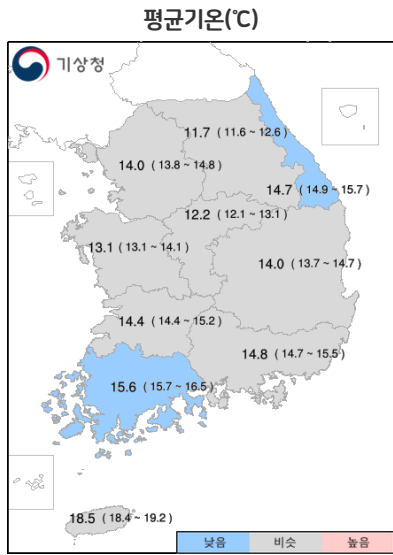 평균기온(℃)
기상청
11.7 ( 11.6 ~ 12.6 )
14.0 ( 13.8 ~ 14.8 )
14.7 ( 14.9 ~ 15.7 )
12.2 ( 12.1 ~ 13.1 )
13.1 ( 13.1 ~ 14.1 )
14.0 ( 13.7 ~ 14.7 )
14.4 ( 14.4 ~ 15.2 )
14.8 ( 14.7 ~ 15.5 )
15.6 ( 15.7 ~ 16.5 )
18.5 ( 18.4 ~ 19.2 )
낮음 비슷 높음